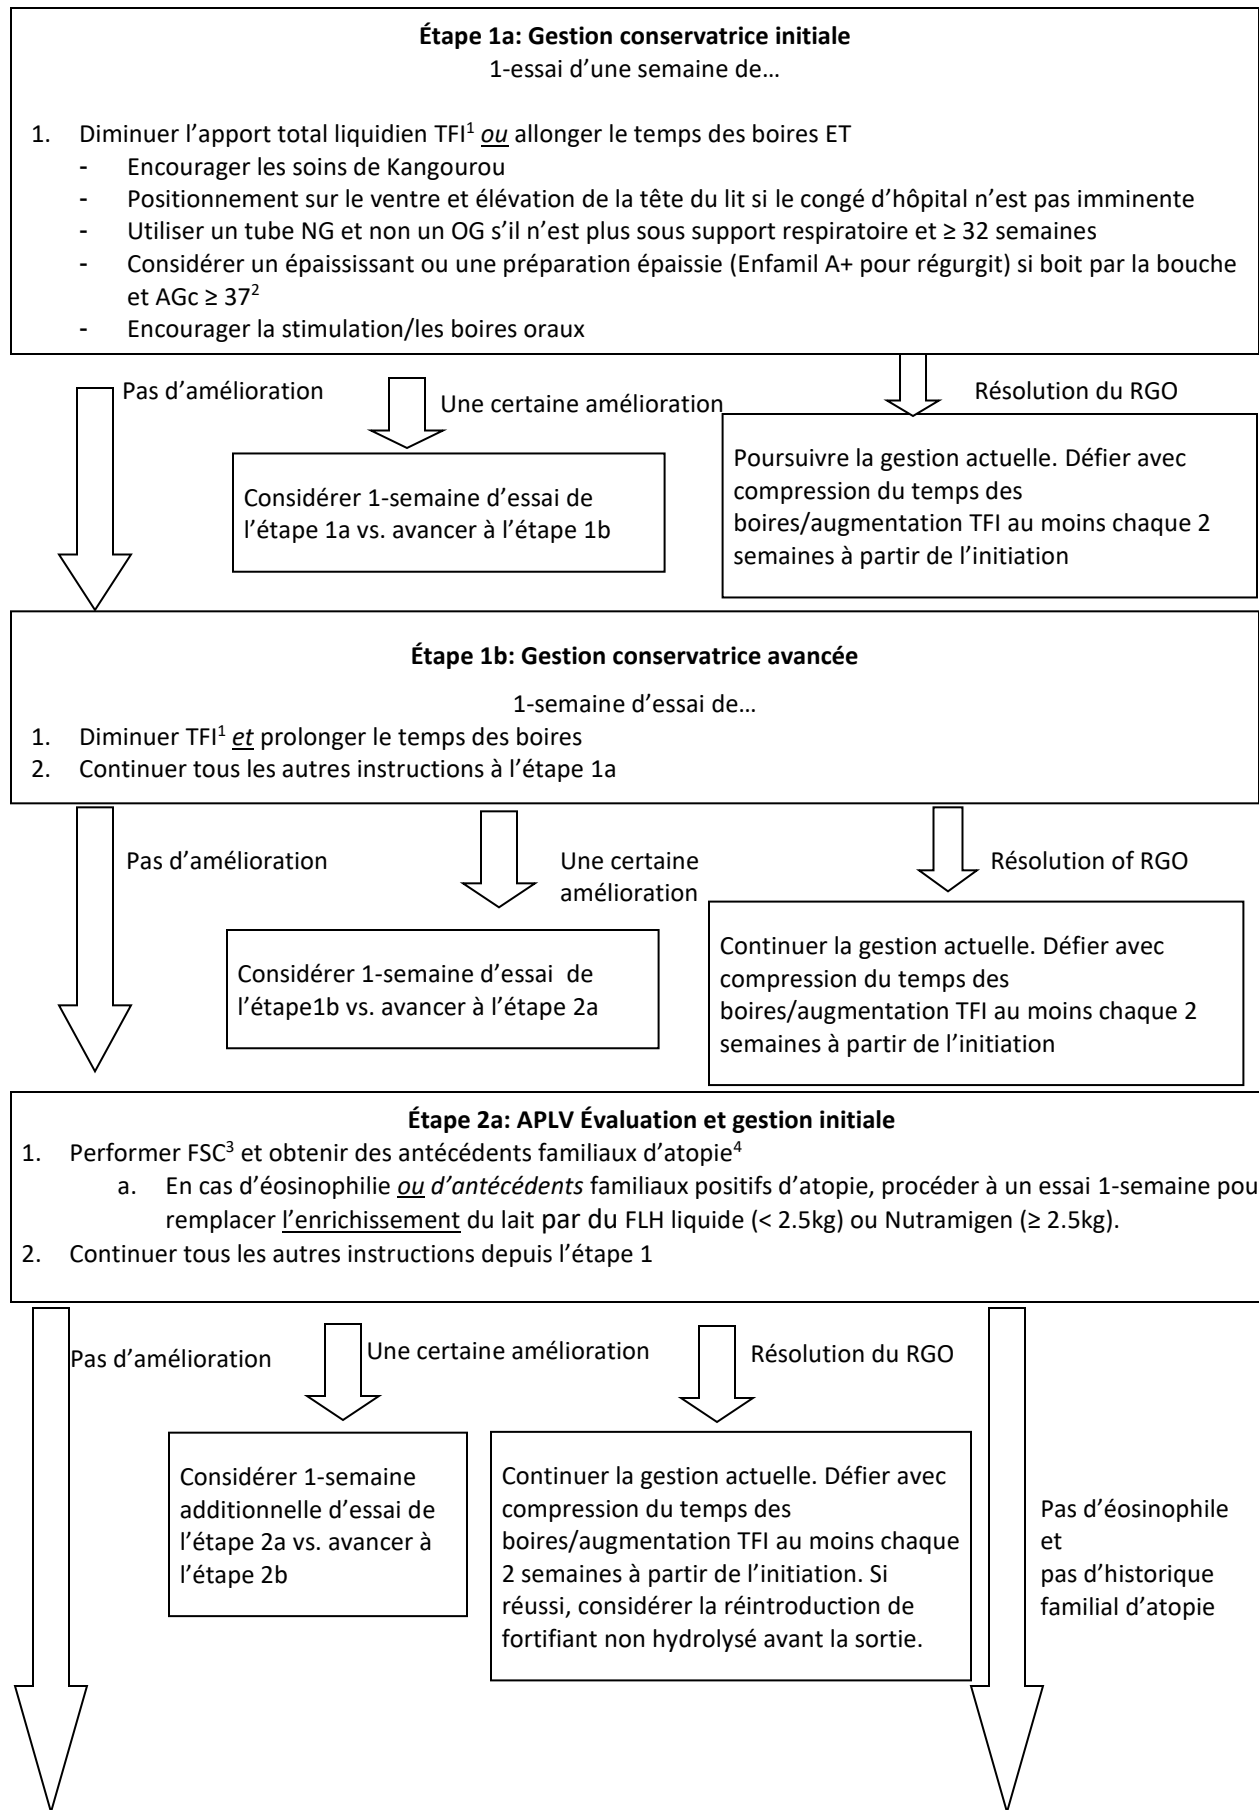 Étape 1a: Gestion conservatrice initiale
1-essai d’une semaine de…
1. Diminuer l’apport total liquidien TFI¹ ou allonger le temps des boires ET
- Encourager les soins de Kangourou
- Positionnement sur le ventre et élévation de la tête du lit si le congé d’hôpital n’est pas imminente
- Utiliser un tube NG et non un OG s’il n’est plus sous support respiratoire et ≥ 32 semaines
- Considérer un épaississant ou une préparation épaissie (Enfamil A+ pour régurgit) si boit par la bouche
et AGc ≥ 37²
- Encourager la stimulation/les boires oraux
Pas d’amélioration
Une certaine amélioration
Résolution du RGO
Considérer 1-semaine d’essai de
l’étape 1a vs. avancer à l’étape 1b
Poursuivre la gestion actuelle. Défier avec
compression du temps des
boires/augmentation TFI au moins chaque 2
semaines à partir de l’initiation
Étape 1b: Gestion conservatrice avancée
1-semaine d’essai de…
1. Diminuer TFI¹ et prolonger le temps des boires
2. Continuer tous les autres instructions à l’étape 1a
Pas d’amélioration
Une certaine
amélioration
Résolution of RGO
Considérer 1-semaine d’essai de
l’étape1b vs. avancer à l’étape 2a
Continuer la gestion actuelle. Défier avec
compression du temps des
boires/augmentation TFI au moins chaque 2
semaines à partir de l’initiation
Étape 2a: APLV Évaluation et gestion initiale
1. Performer FSC³ et obtenir des antécédents familiaux d’atopie⁴
a. En cas d’éosinophilie ou d’antécédents familiaux positifs d’atopie, procéder à un essai 1-semaine pou
remplacer l’enrichissement du lait par du FLH liquide (< 2.5kg) ou Nutramigen (≥ 2.5kg).
2. Continuer tous les autres instructions depuis l’étape 1
Pas d’amélioration
Une certaine amélioration
Résolution du RGO
Considérer 1-semaine
additionnelle d’essai de
l’étape 2a vs. avancer à
l’étape 2b
Continuer la gestion actuelle. Défier avec
compression du temps des
boires/augmentation TFI au moins chaque
2 semaines à partir de l’initiation. Si
réussi, considérer la réintroduction de
fortifiant non hydrolysé avant la sortie.
Pas d’éosinophile
et
pas d’historique
familial d’atopie